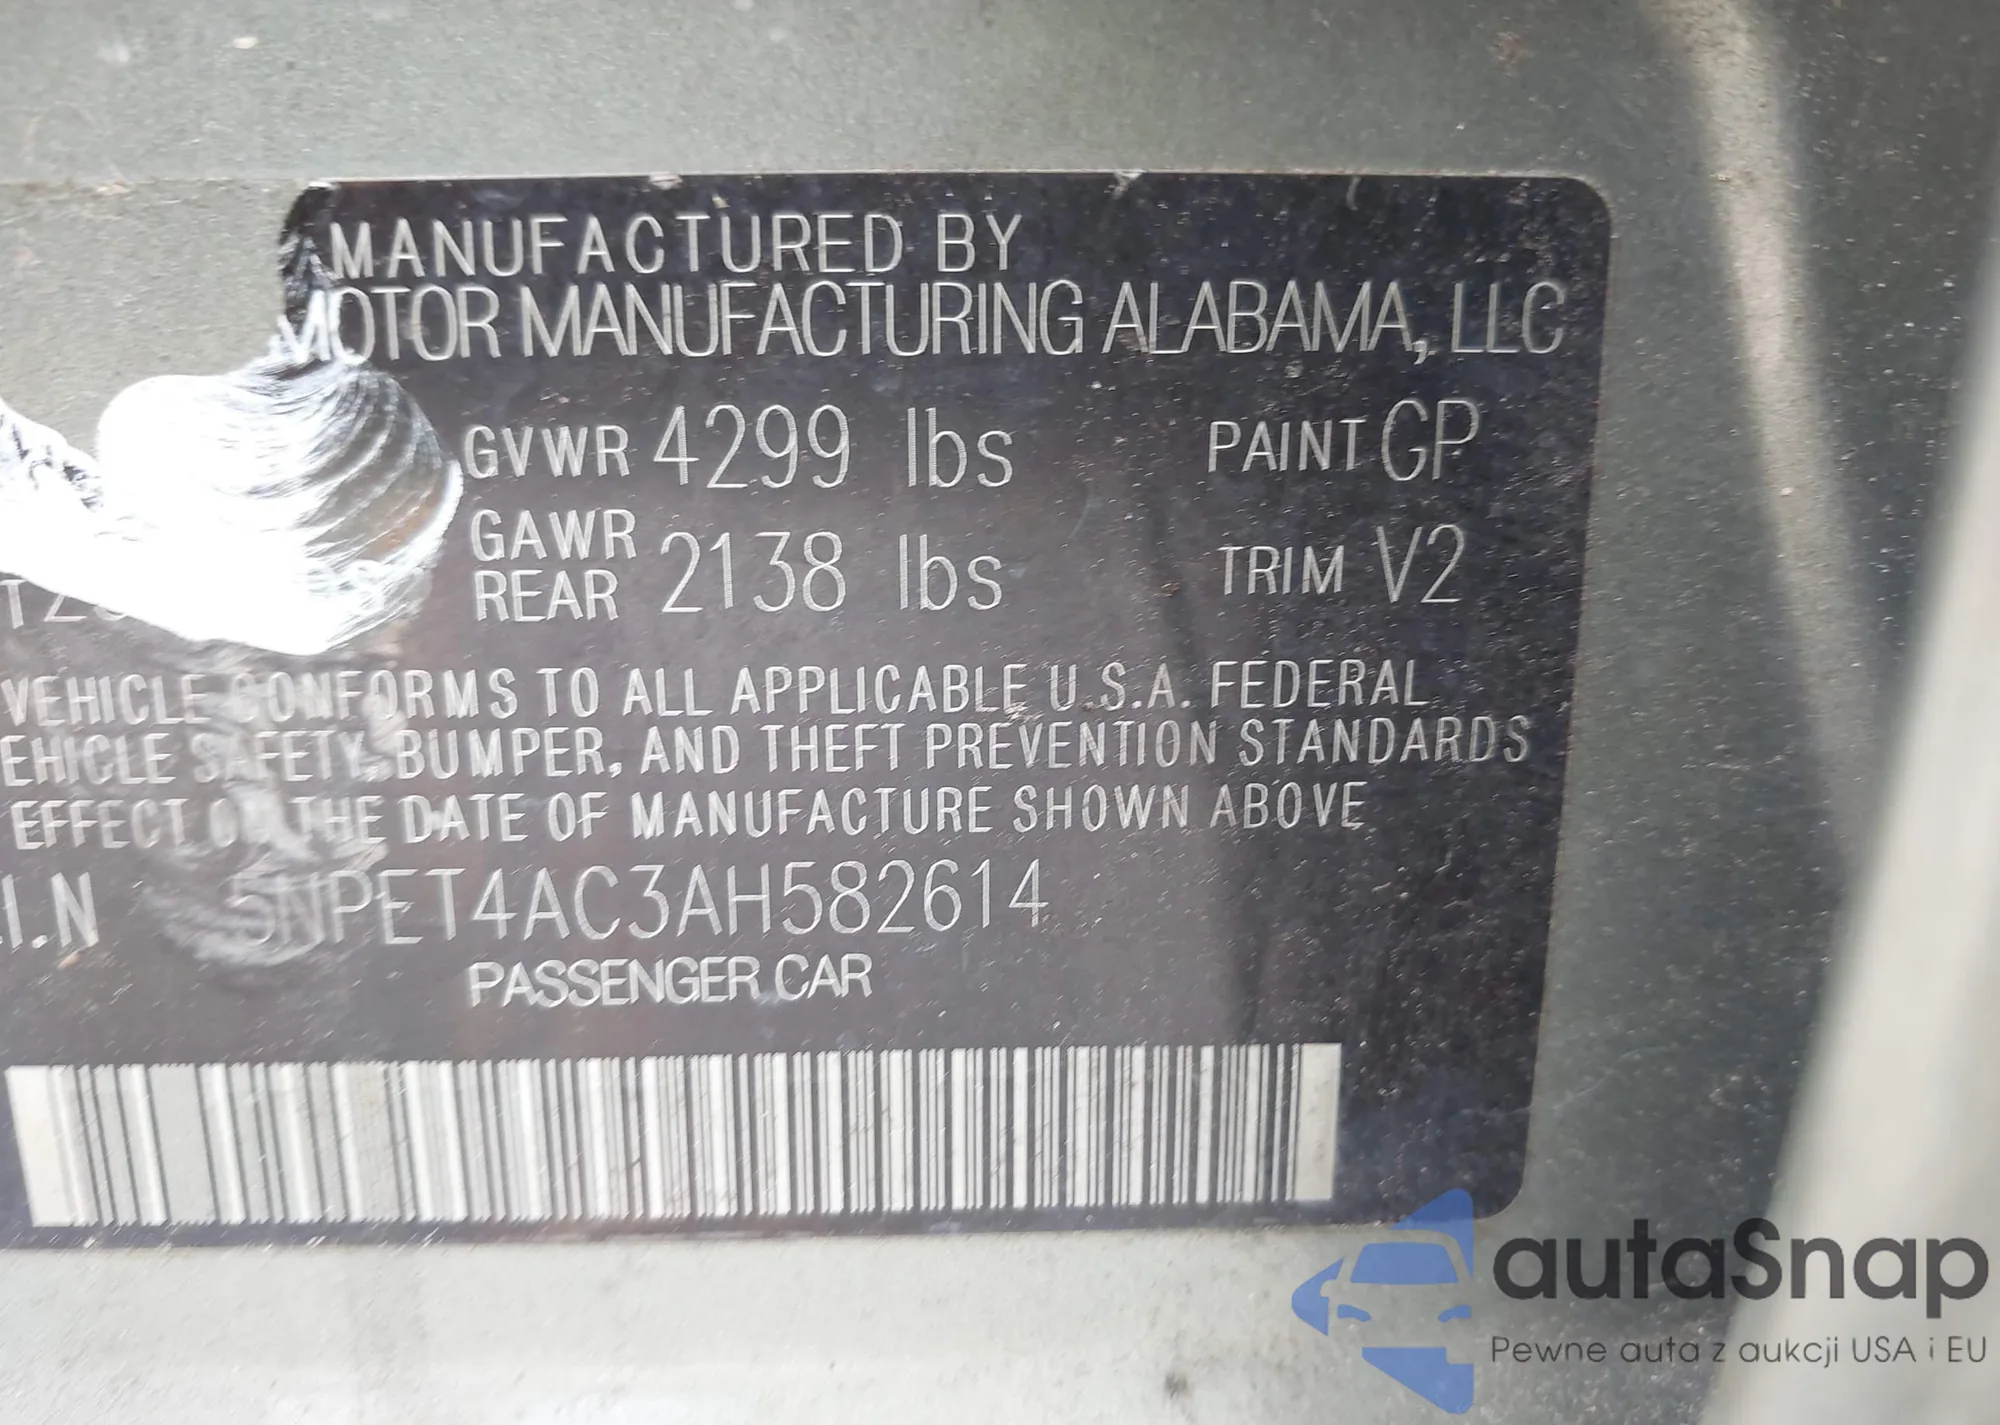 MANUFACTURED BY
MOTOR MANUFACTURING ALABAMA, LLC
GVWR 4299 lbs PAINT GP
GAWR REAR 2138 lbs TRIM V2
VEHICLE CONFORMS TO ALL APPLICABLE U.S.A. FEDERAL
EHICLE SAFETY, BUMPER, AND THEFT PREVENTION STANDARDS
EFFECT ON THE DATE OF MANUFACTURE SHOWN ABOVE
.I.N 5NPET4AC3AH582614
PASSENGER CAR
autaSnap
Pewne auta z aukcji USA i EU